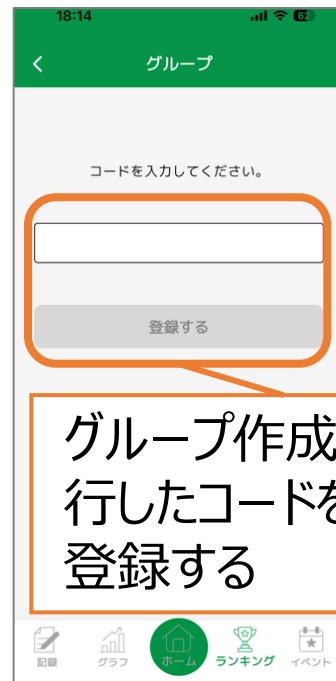 18:14
62
グループ
コードを入力してください。
登録する
グループ作成
行したコードを
登録する
記録
グラフ
ホーム
ランキング
イベント